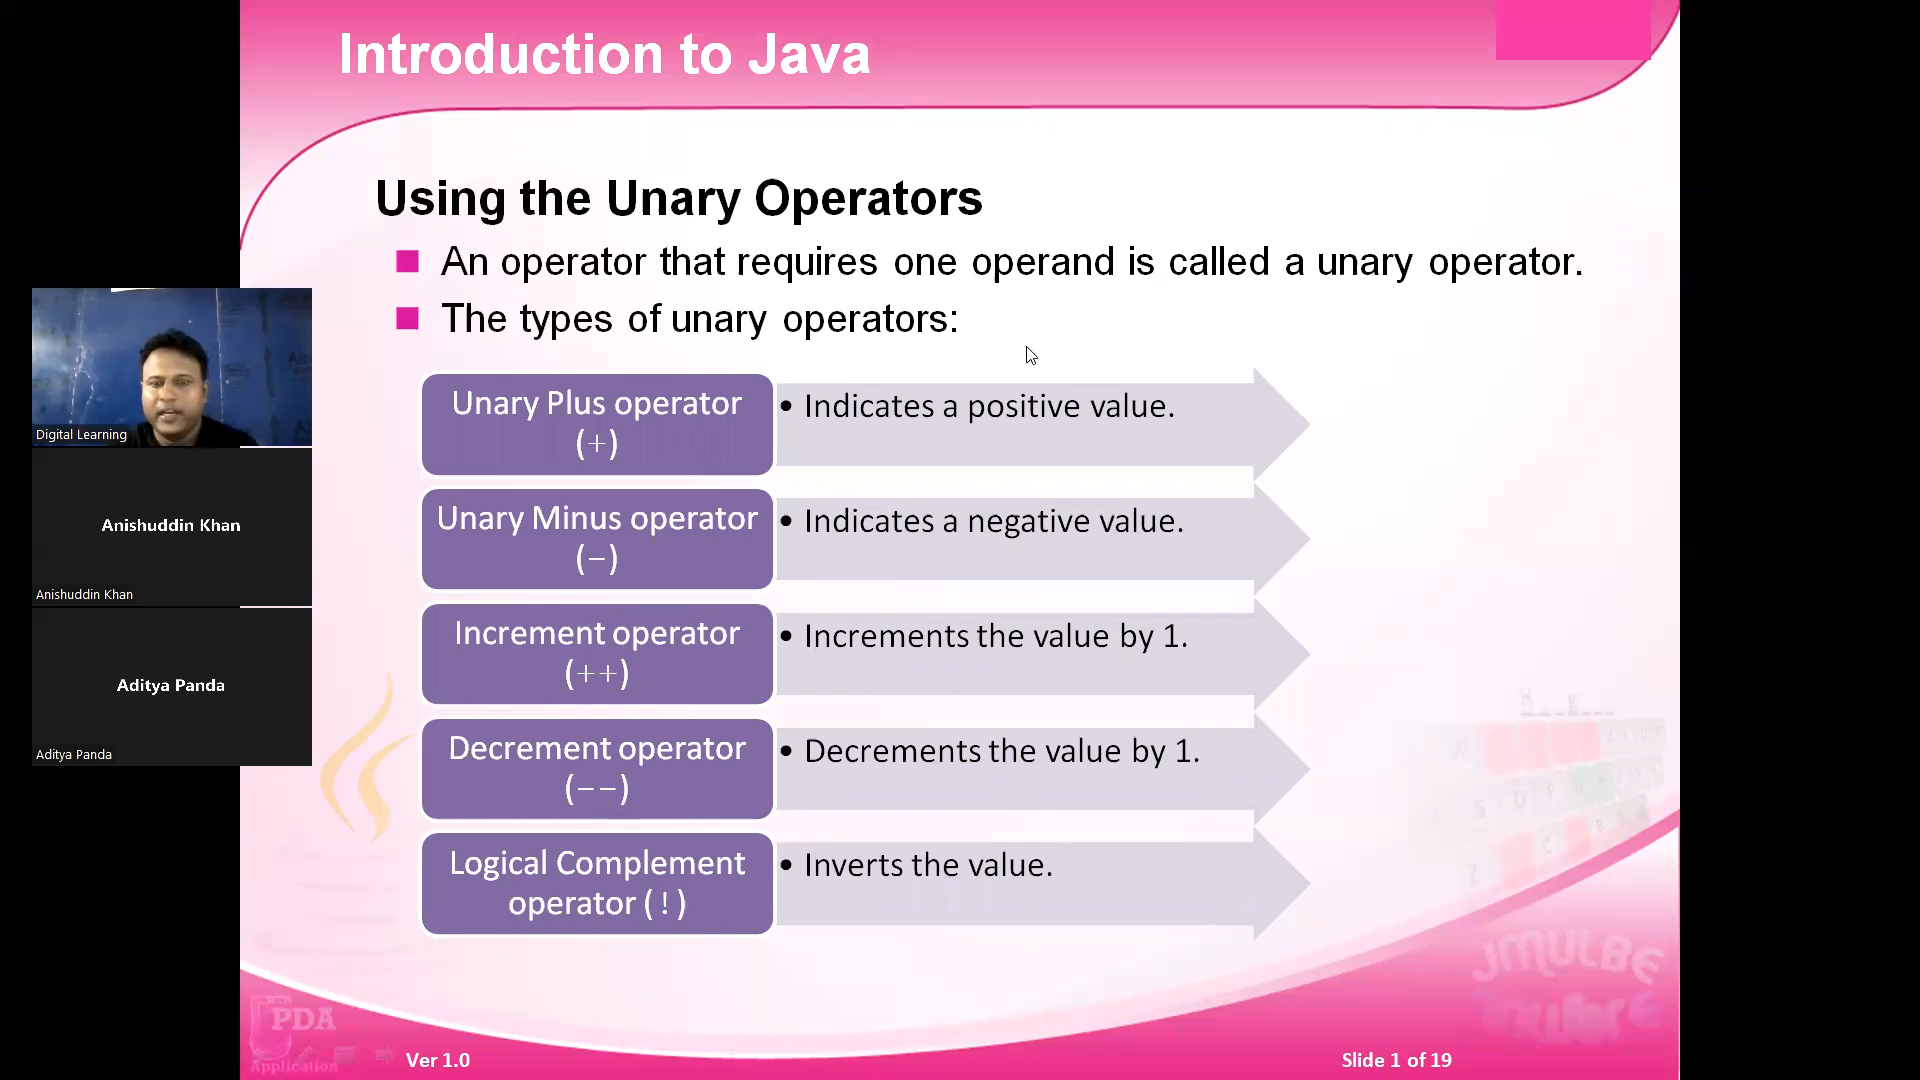 Introduction to Java
Using the Unary Operators
An operator that requires one operand is called a unary operator.
The types of unary operators:
Unary Plus operator
(+)
• Indicates a positive value.
Unary Minus operator
(−)
• Indicates a negative value.
Increment operator
(++)
• Increments the value by 1.
Decrement operator
(−−)
• Decrements the value by 1.
Logical Complement
operator (!)
• Inverts the value.
Digital Learning
Anishuddin Khan
Anishuddin Khan
Aditya Panda
Aditya Panda
JMULBE
PDA
Application
Ver 1.0
Slide 1 of 19